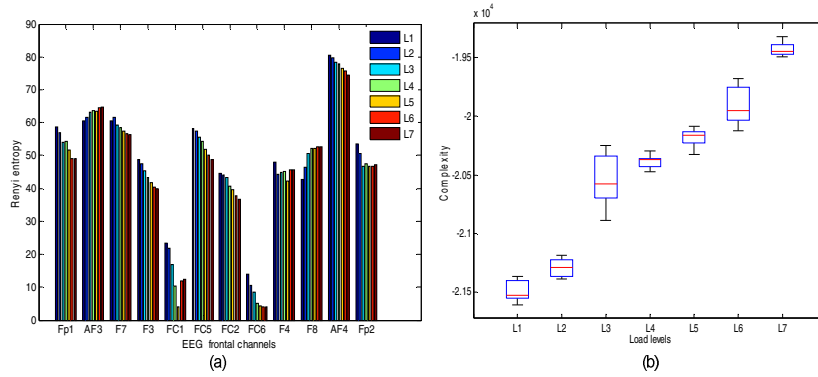 90
80
70
60
50
40
30
20
10
0
Renyi entropy
L1
L2
L3
L4
L5
L6
L7
Fp1 AF3 F7 F3 FC1 FC5 FC2 FC6 F4 F8 AF4 Fp2
EEG frontal channels
(a)
x 10⁴
-1.95
-2
-2.05
-2.1
-2.15
Complexity
L1 L2 L3 L4 L5 L6 L7
Load levels
(b)